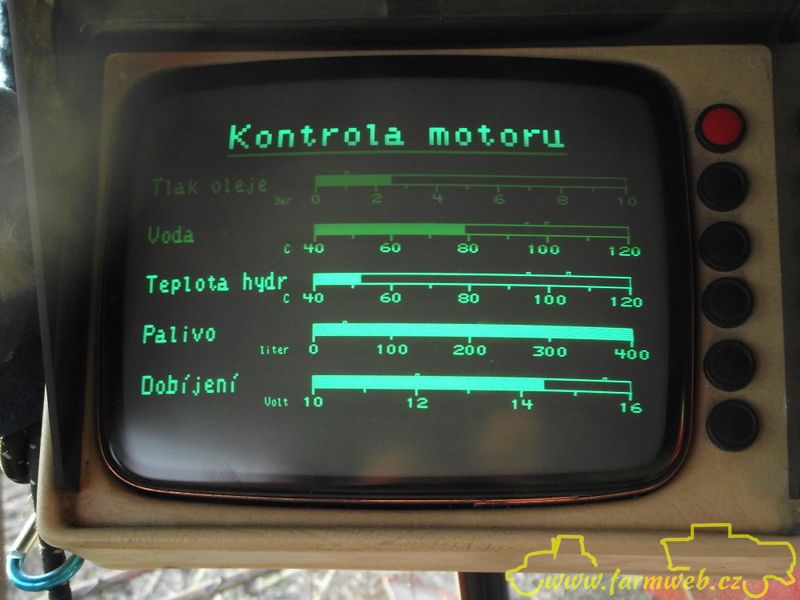 Kontrola motoru
Tlak oleje
bar 0 2 4 6 8 10
Voda
C 40 60 80 100 120
Teplota hydr
C 40 60 80 100 120
Palivo
liter 0 100 200 300 400
Dobíjení
Volt 10 12 14 16
www.farmweb.cz